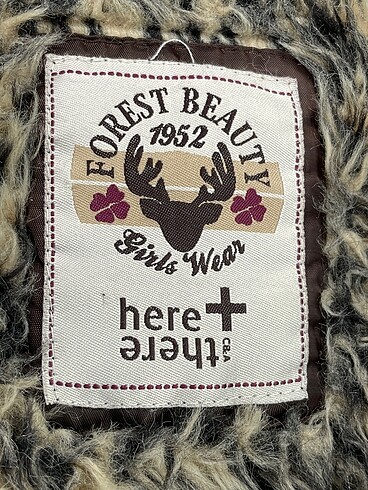 FOREST BEAUTY
1952
Girls Wear
here+
there
C&A